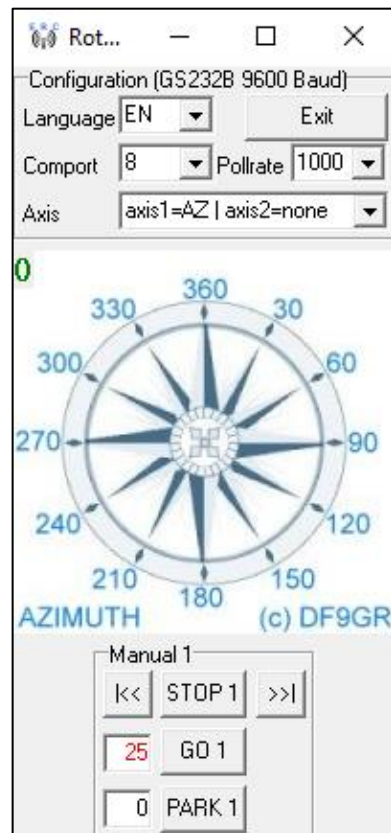 Rot...
Configuration (GS232B 9600 Baud)
Language EN Exit
Comport 8 Pollrate 1000
Axis axis1=AZ | axis2=none
0
360
330 30
300 60
270 90
240 120
210 150
180
AZIMUTH (c) DF9GR
Manual 1
|<< STOP 1 >>|
25 GO 1
0 PARK 1